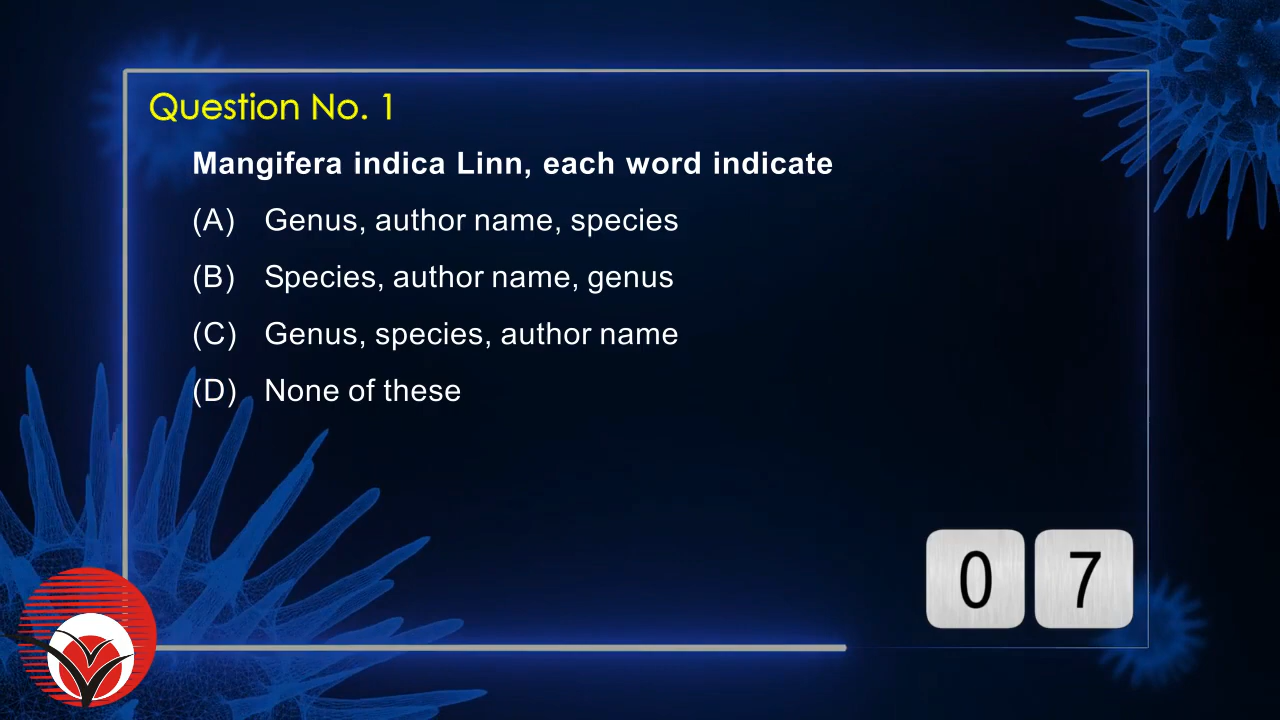 Question No. 1
Mangifera indica Linn, each word indicate
(A) Genus, author name, species
(B) Species, author name, genus
(C) Genus, species, author name
(D) None of these
0 7